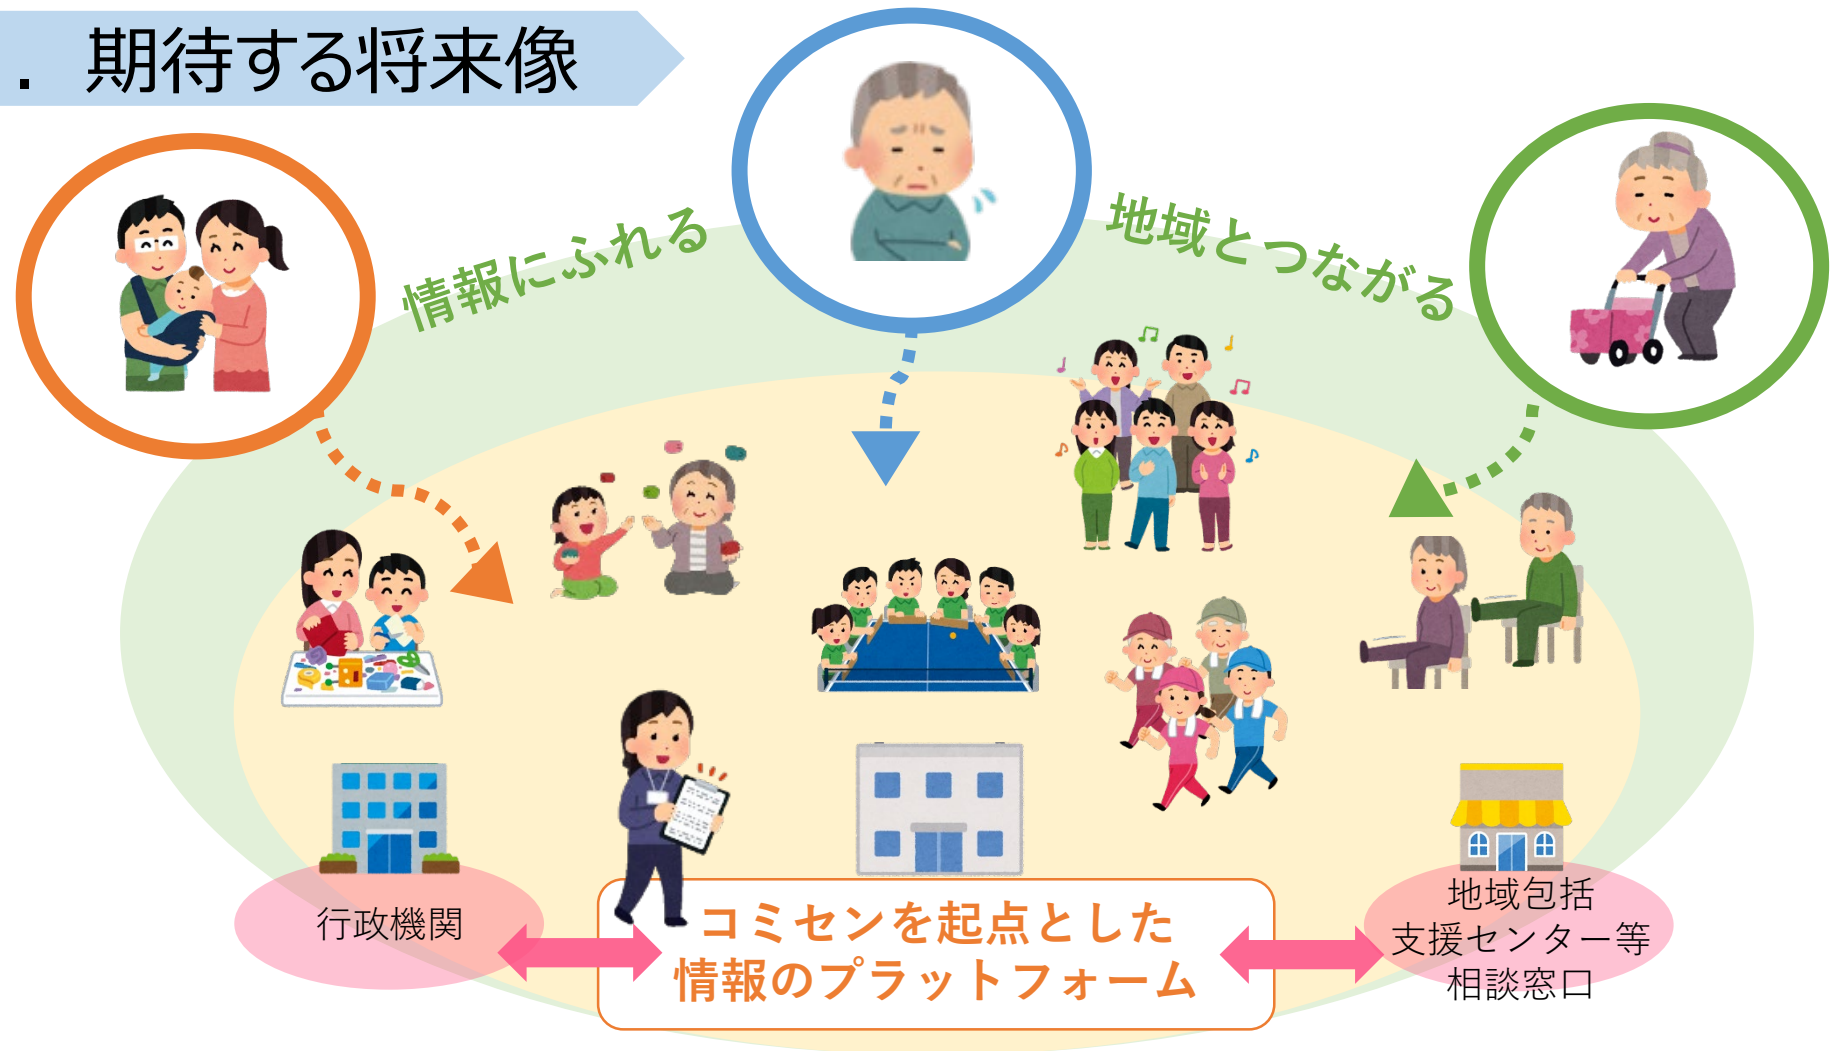 . 期待する将来像
情報にふれる
地域とつながる
行政機関
コミセンを起点とした
情報のプラットフォーム
地域包括
支援センター等
相談窓口